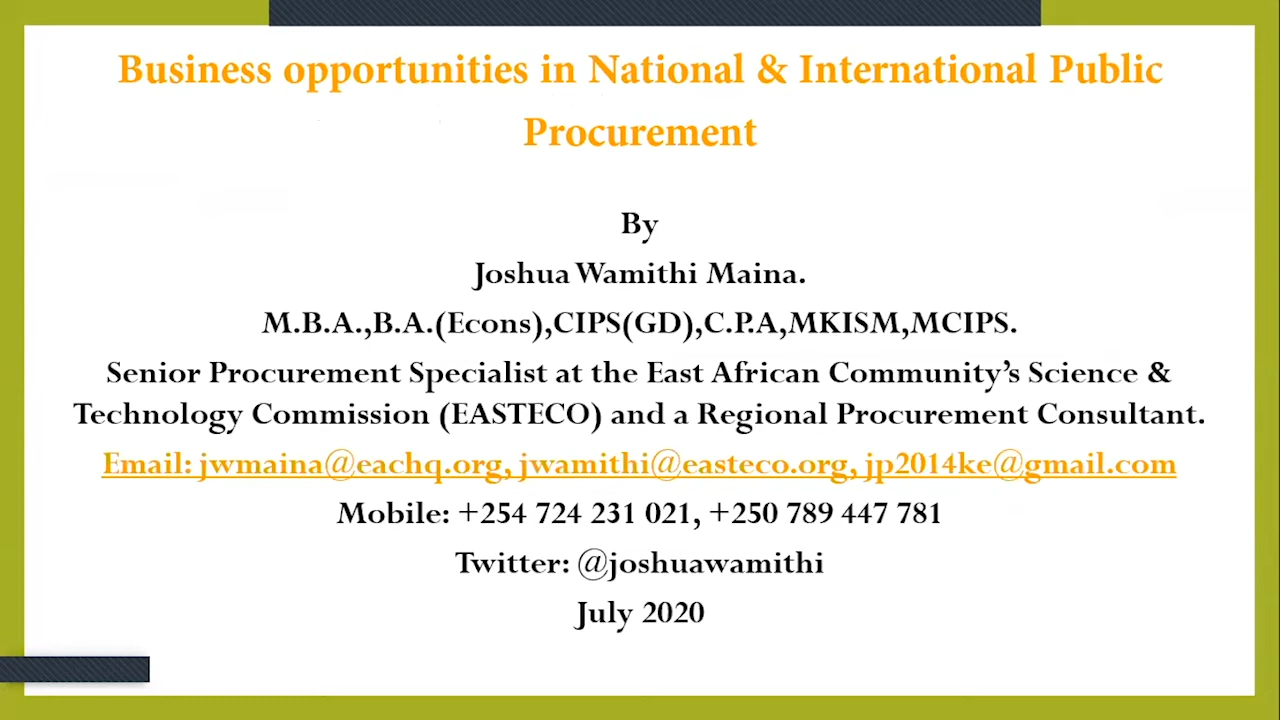 Business opportunities in National & International Public
Procurement
By
Joshua Wamithi Maina.
M.B.A.,B.A.(Econs),CIPS(GD),C.P.A,MKISM,MCIPS.
Senior Procurement Specialist at the East African Community’s Science &
Technology Commission (EASTECO) and a Regional Procurement Consultant.
Email: jwmaina@eachq.org, jwamithi@easteco.org, jp2014ke@gmail.com
Mobile: +254 724 231 021, +250 789 447 781
Twitter: @joshuawamithi
July 2020